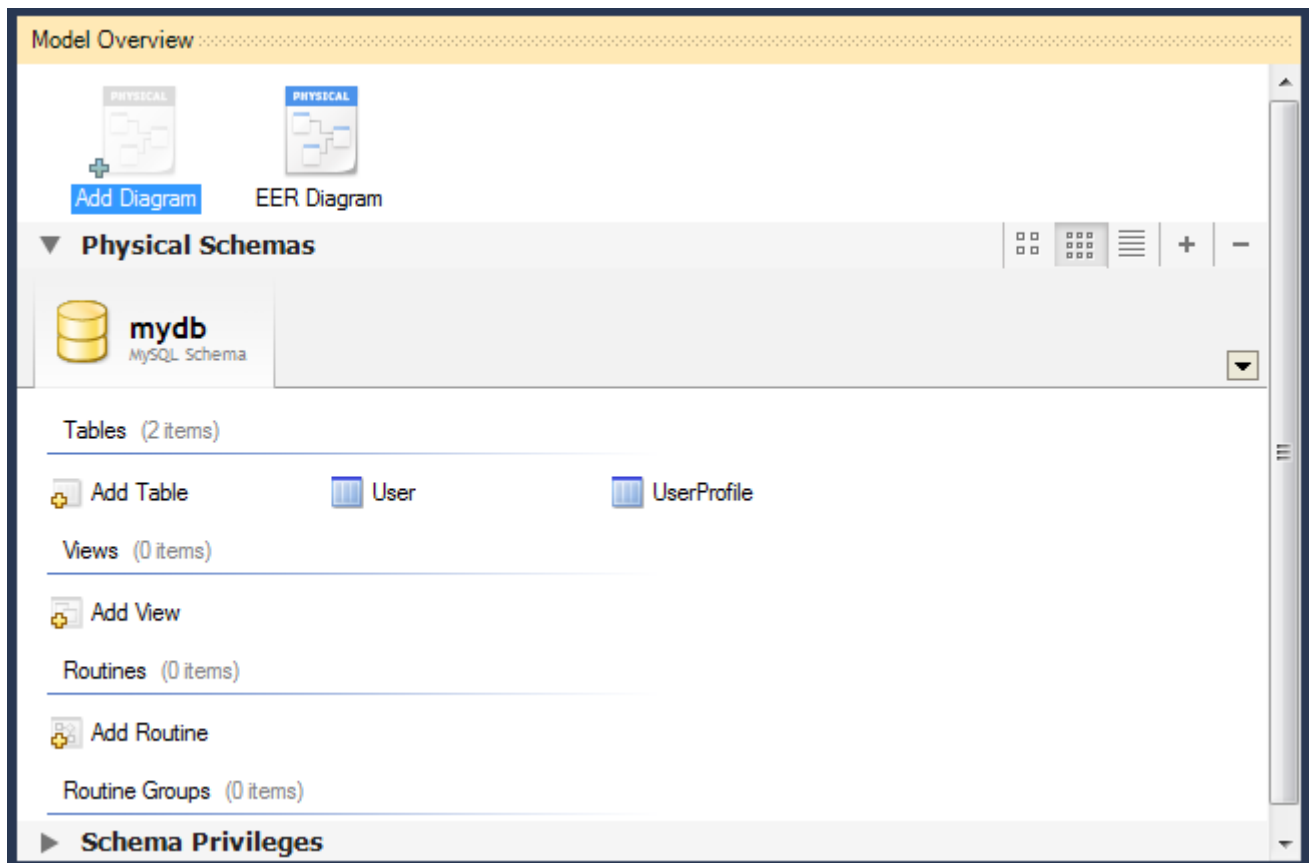 Model Overview
PHYSICAL PHYSICAL
Add Diagram EER Diagram
Physical Schemas
mydb
MySQL Schema
Tables (2 items)
Add Table User UserProfile
Views (0 items)
Add View
Routines (0 items)
Add Routine
Routine Groups (0 items)
Schema Privileges